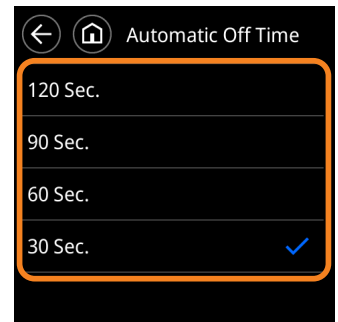 Automatic Off Time
120 Sec.
90 Sec.
60 Sec.
30 Sec.